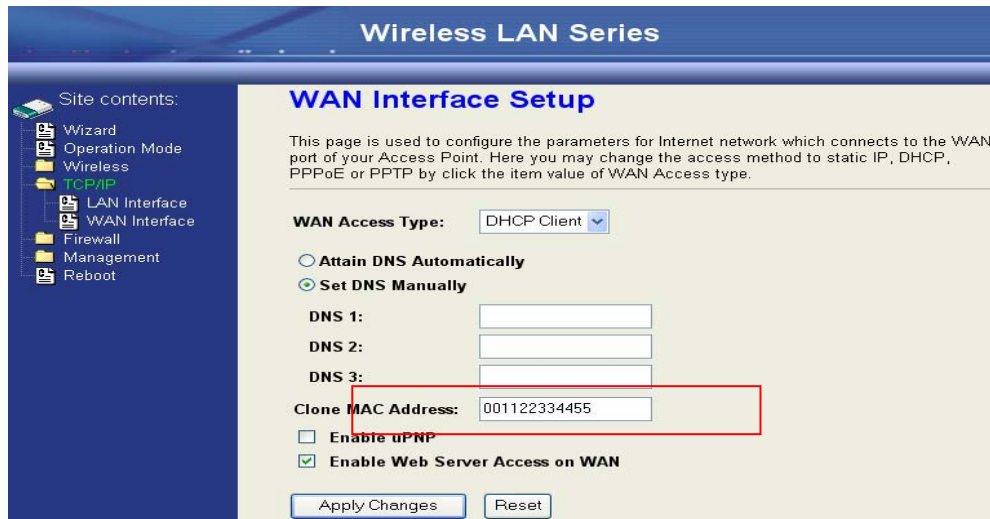 Wireless LAN Series
Site contents:
Wizard
Operation Mode
Wireless
TCP/IP
LAN Interface
WAN Interface
Firewall
Management
Reboot
WAN Interface Setup
This page is used to configure the parameters for Internet network which connects to the WAN
port of your Access Point. Here you may change the access method to static IP, DHCP,
PPPoE or PPTP by click the item value of WAN Access type.
WAN Access Type: DHCP Client
Attain DNS Automatically
Set DNS Manually
DNS 1:
DNS 2:
DNS 3:
Clone MAC Address: 001122334455
Enable uPNP
Enable Web Server Access on WAN
Apply Changes Reset